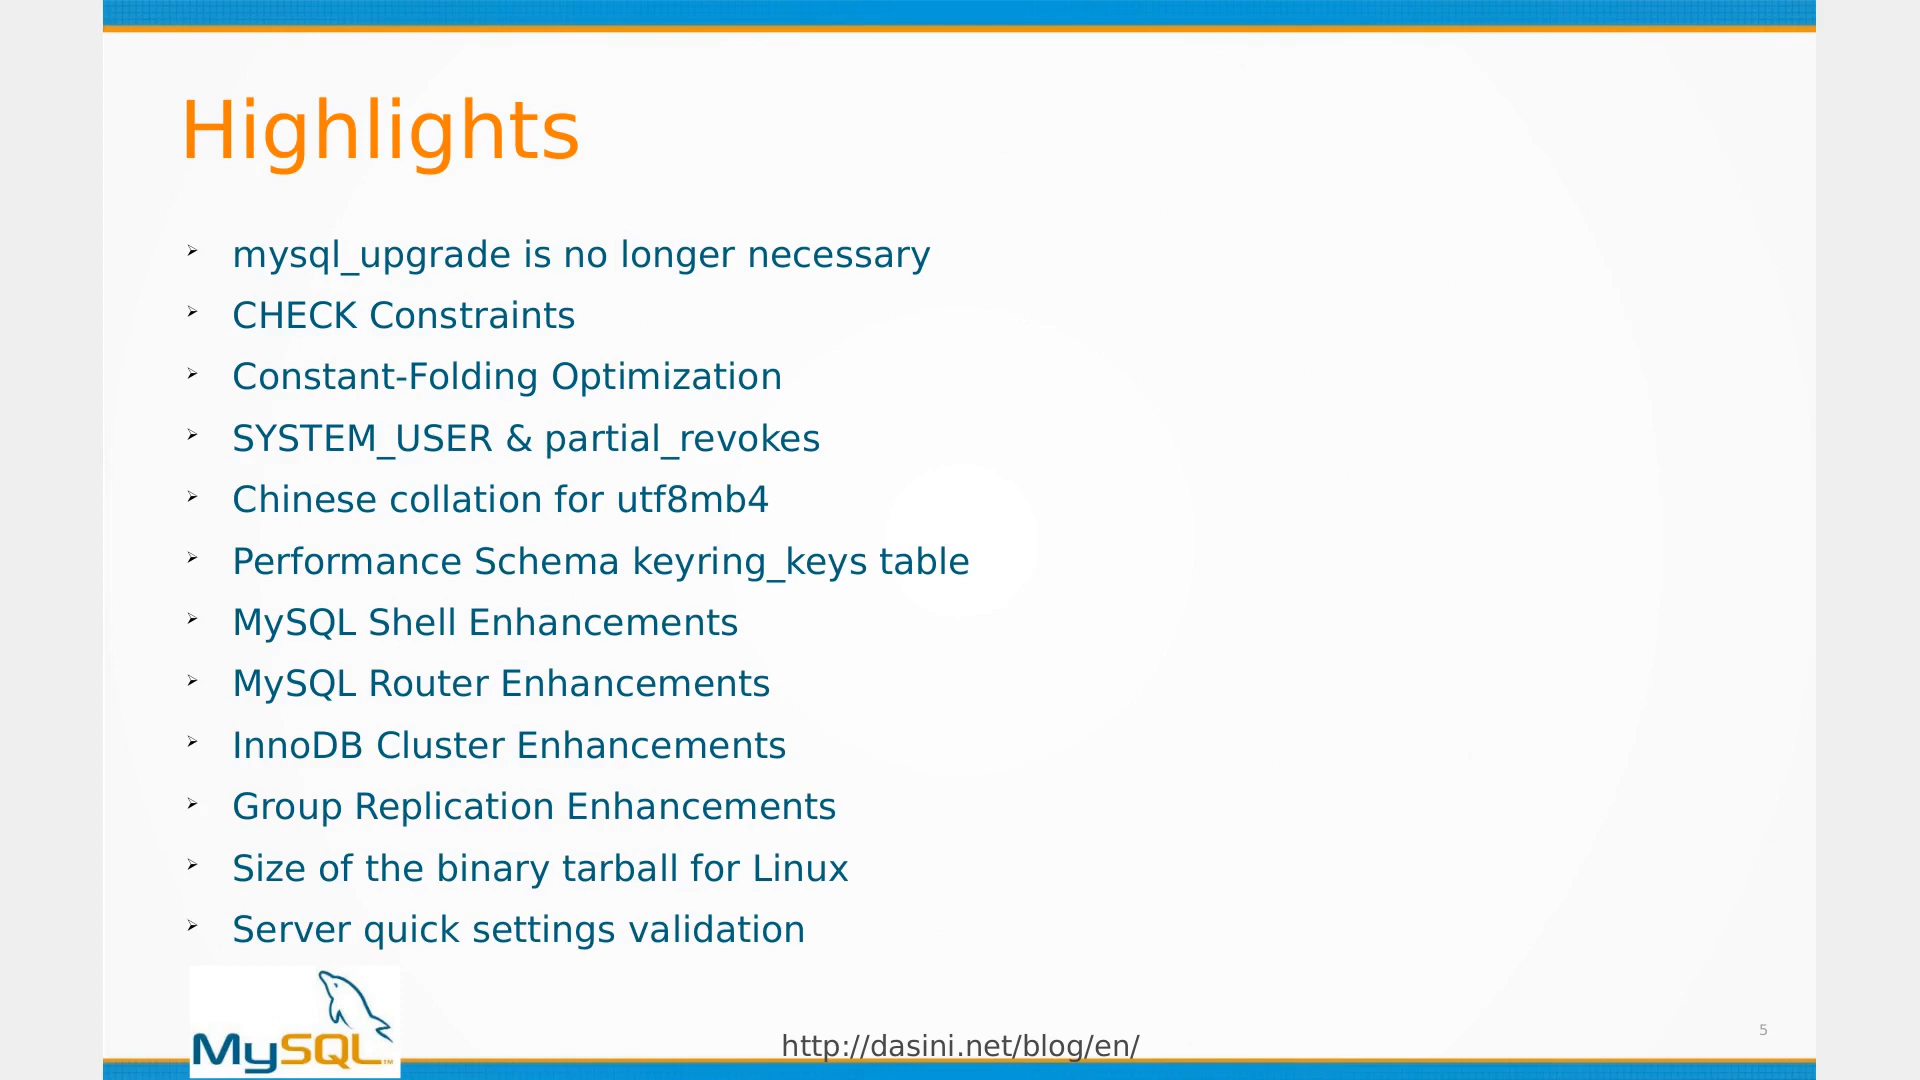 Highlights
mysql_upgrade is no longer necessary
CHECK Constraints
Constant-Folding Optimization
SYSTEM_USER & partial_revokes
Chinese collation for utf8mb4
Performance Schema keyring_keys table
MySQL Shell Enhancements
MySQL Router Enhancements
InnoDB Cluster Enhancements
Group Replication Enhancements
Size of the binary tarball for Linux
Server quick settings validation
MySQL™
http://dasini.net/blog/en/
5